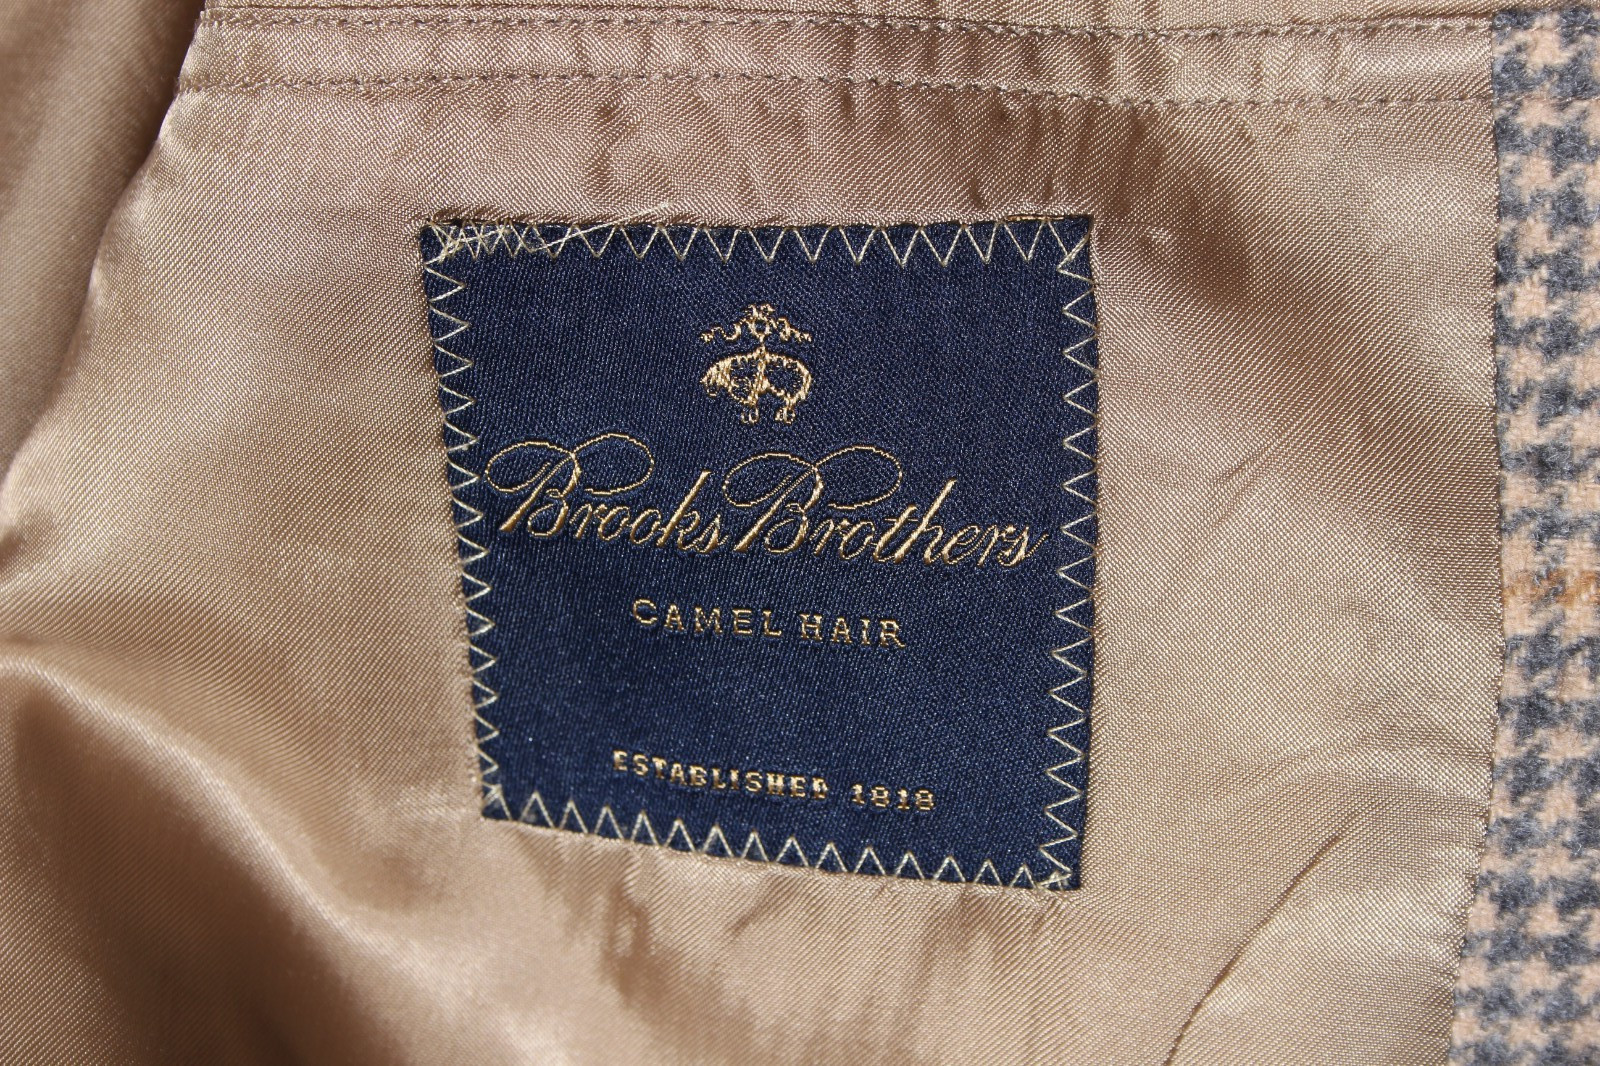 Brooks Brothers
CAMEL HAIR
ESTABLISHED 1818